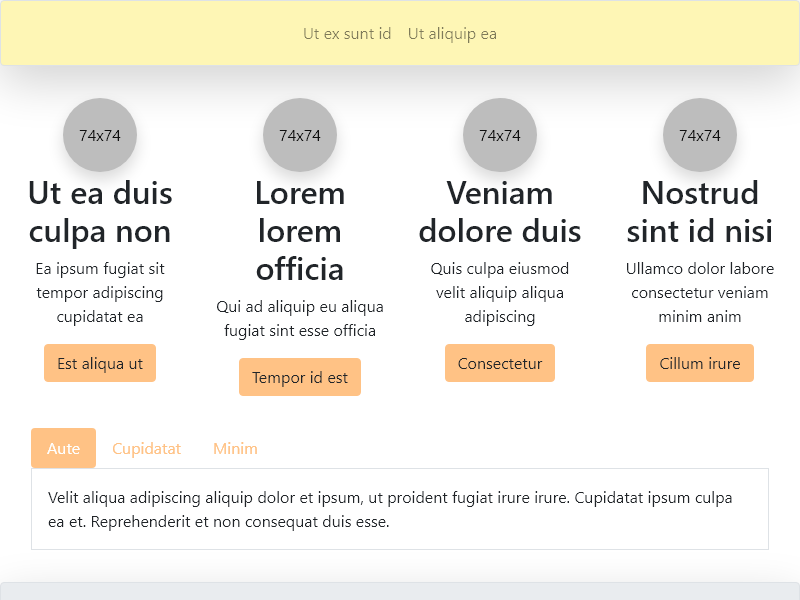 Ut ex sunt id Ut aliquip ea
74x74
Ut ea duis
culpa non
Ea ipsum fugiat sit
tempor adipiscing
cupidatat ea
Est aliqua ut
74x74
Lorem
lorem
officia
Qui ad aliquip eu aliqua
fugiat sint esse officia
Tempor id est
74x74
Veniam
dolore duis
Quis culpa eiusmod
velit aliquip aliqua
adipiscing
Consectetur
74x74
Nostrud
sint id nisi
Ullamco dolor labore
consectetur veniam
minim anim
Cillum irure
Aute Cupidatat Minim
Velit aliqua adipiscing aliquip dolor et ipsum, ut proident fugiat irure irure. Cupidatat ipsum culpa
ea et. Reprehenderit et non consequat duis esse.